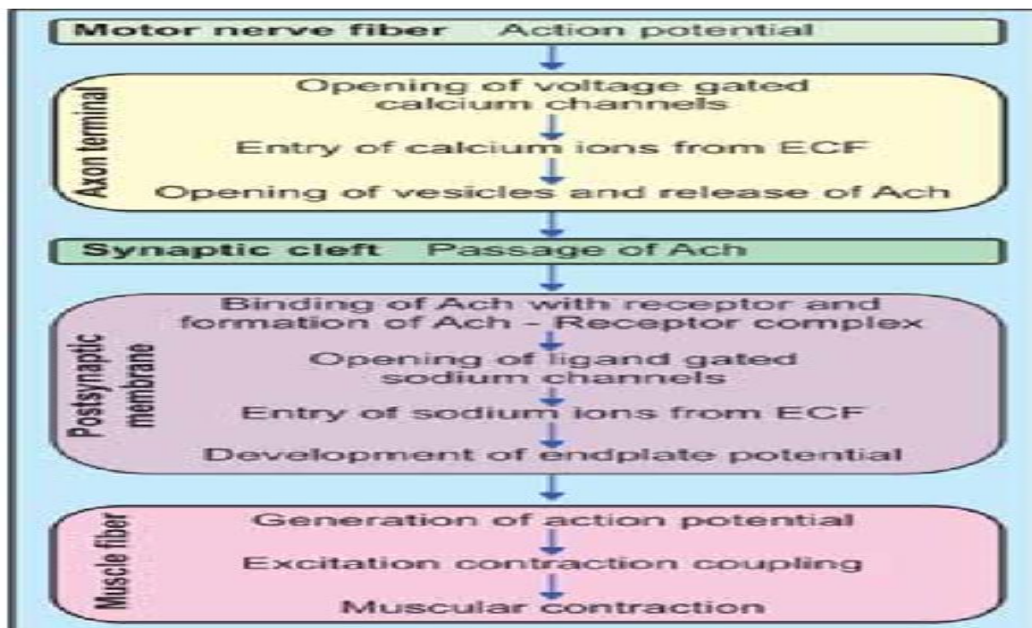 Motor nerve fiber Action potential
Axon terminal
Opening of voltage gated
calcium channels
Entry of calcium ions from ECF
Opening of vesicles and release of Ach
Synaptic cleft Passage of Ach
Postsynaptic
membrane
Binding of Ach with receptor and
formation of Ach - Receptor complex
Opening of ligand gated
sodium channels
Entry of sodium ions from ECF
Development of endplate potential
Muscle fiber
Generation of action potential
Excitation contraction coupling
Muscular contraction